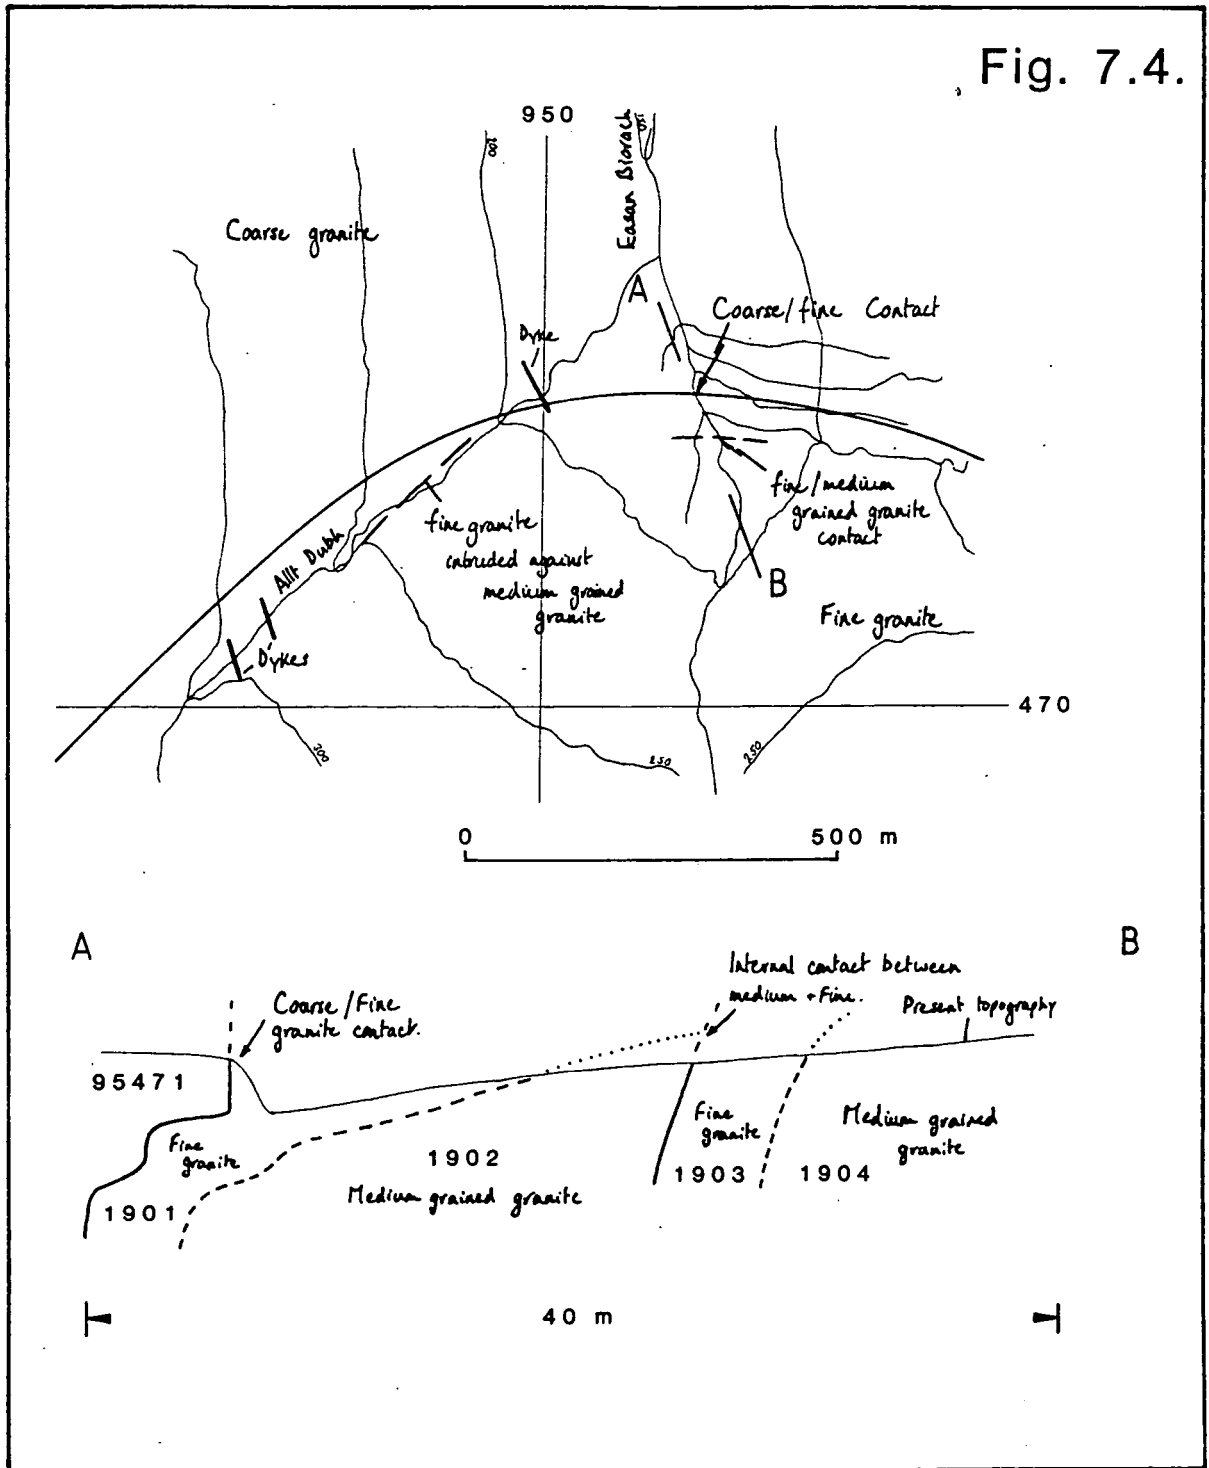 Fig. 7.4.
950
200
150
Easan Biorach
Coarse granite
A
Coarse/fine Contact
Dyke
fine/medium
grained granite
contact
fine granite
intruded against
medium grained
granite
Allt Dubh
B
Fine granite
Dykes
470
300
250
250
0 500 m
A
B
Internal contact between
medium + Fine.
Present topography
Coarse/Fine
granite contact.
95471
Fine
granite
1901
1902
Medium grained granite
Fine
granite
1903
1904
Medium grained
granite
40 m